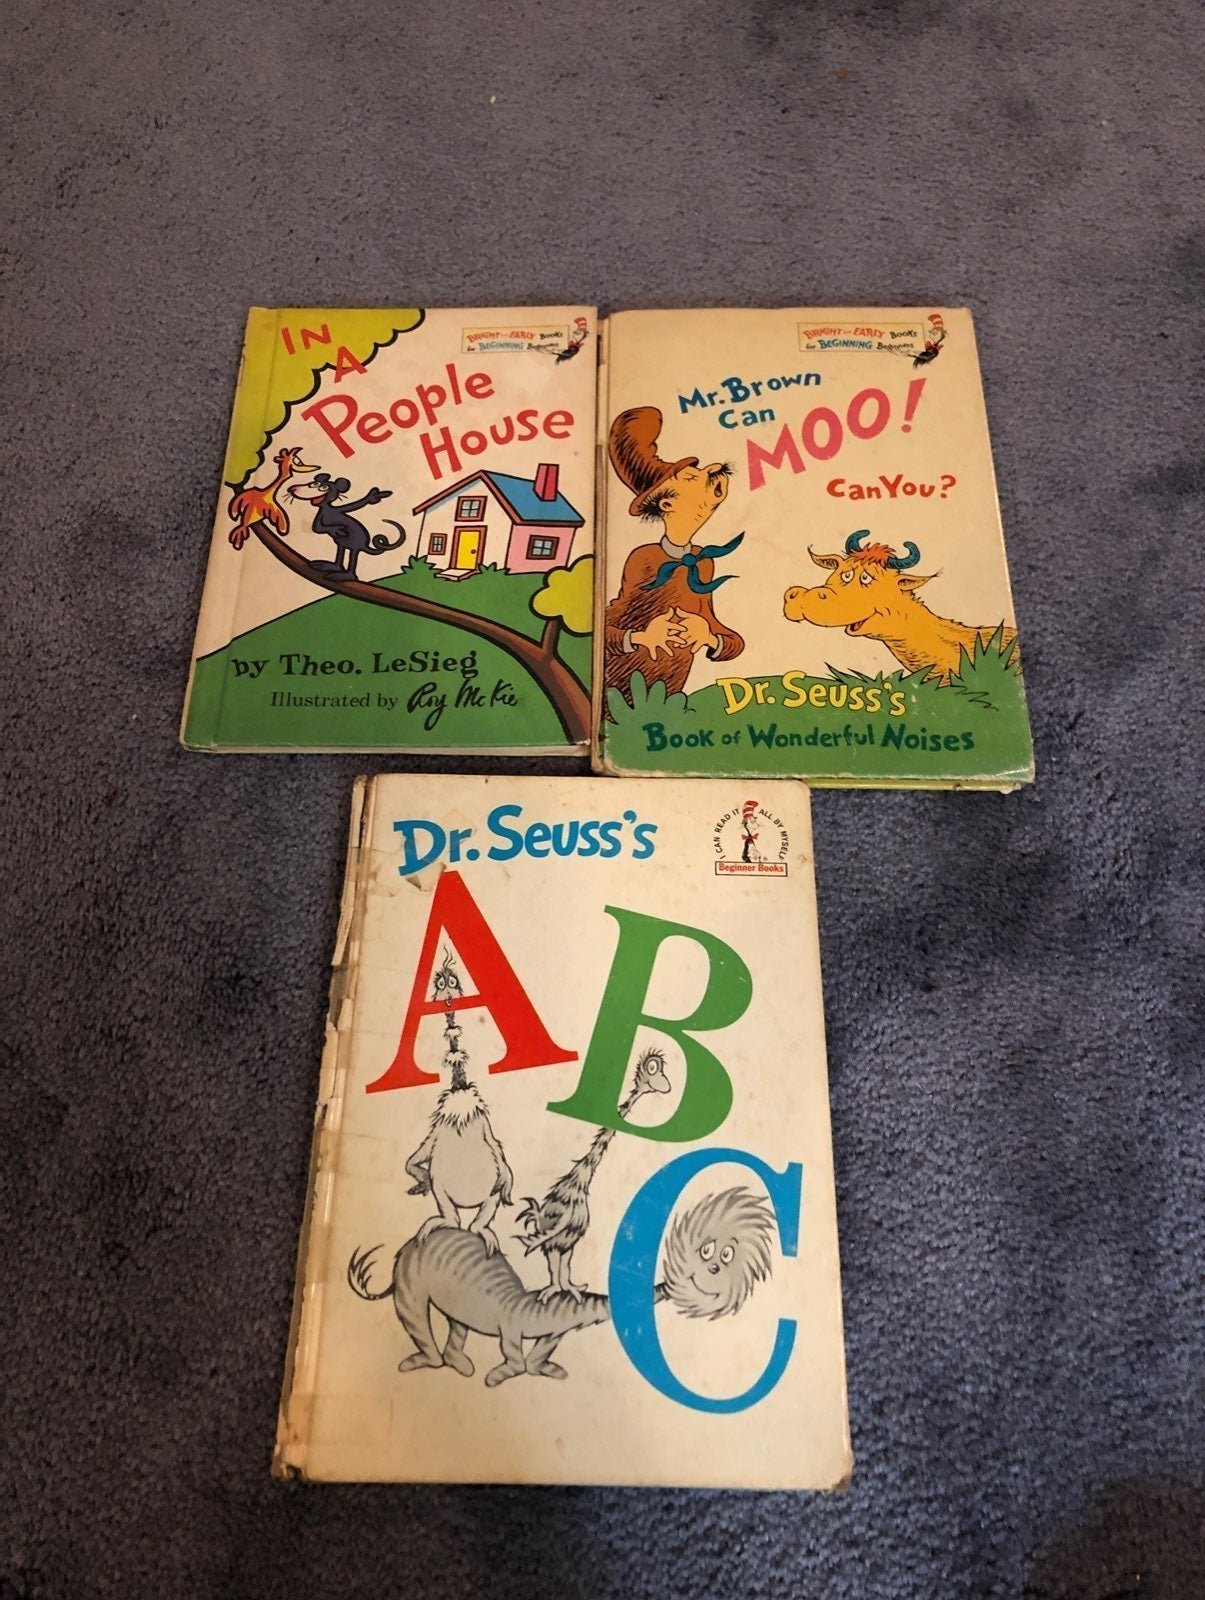 IN
A
People
House
BRIGHT and EARLY Books
for BEGINNING Beginners
by Theo. LeSieg
Illustrated by Roy McKie
BRIGHT and EARLY Books
for BEGINNING Beginners
Mr. Brown
Can
MOO!
Can You?
Dr. Seuss's
Book of Wonderful Noises
Dr. Seuss's
I CAN READ IT ALL BY MYSELF
Beginner Books
A
B
C